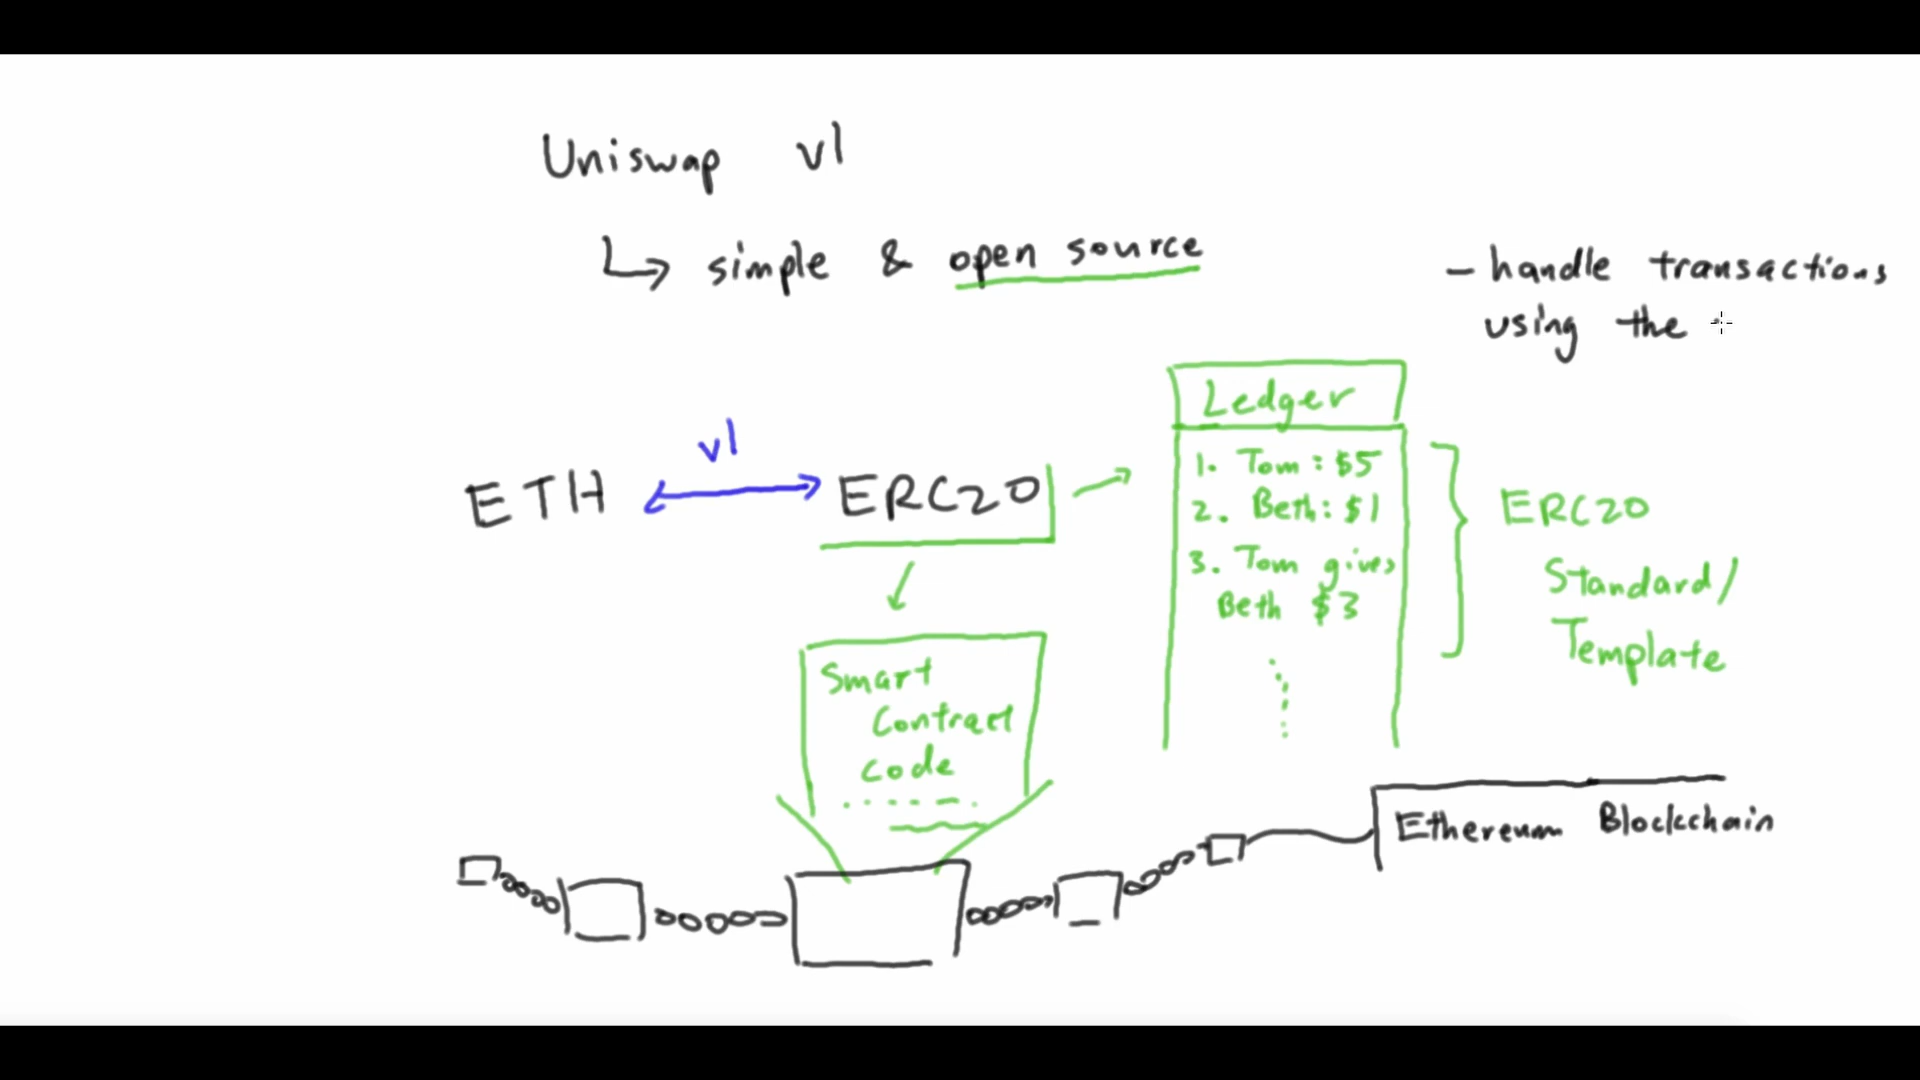 Uniswap v1
↳ simple & open source
- handle transactions
using the
v1
ETH ↔ ERC20
Ledger
1. Tom: $5
2. Beth: $1
3. Tom gives
Beth $3
ERC20
Standard/
Template
Smart
Contract
Code
Ethereum Blockchain